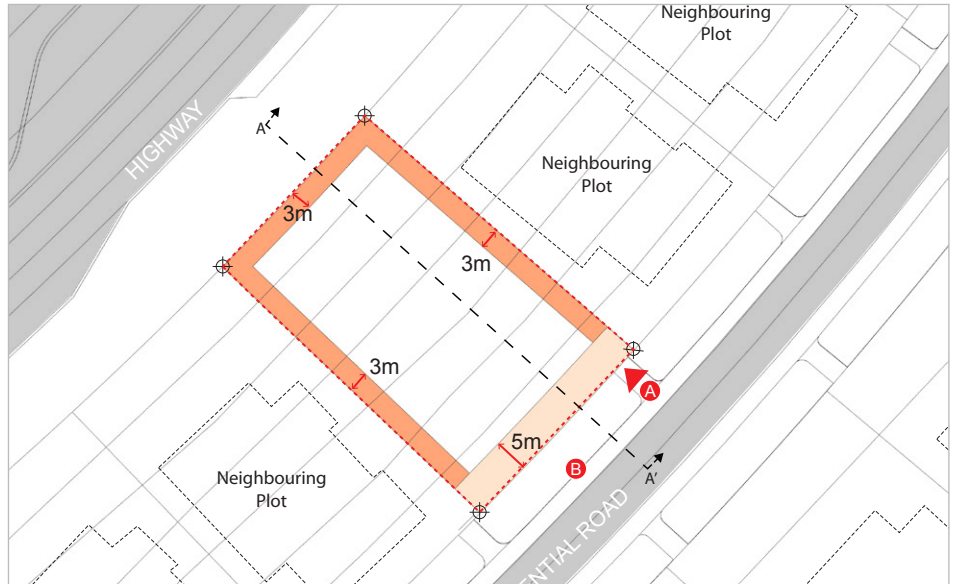 Neighbouring
Plot
HIGHWAY
A
Neighbouring
Plot
3m
3m
3m
A
5m
B
A'
Neighbouring
Plot
ENTIAL ROAD